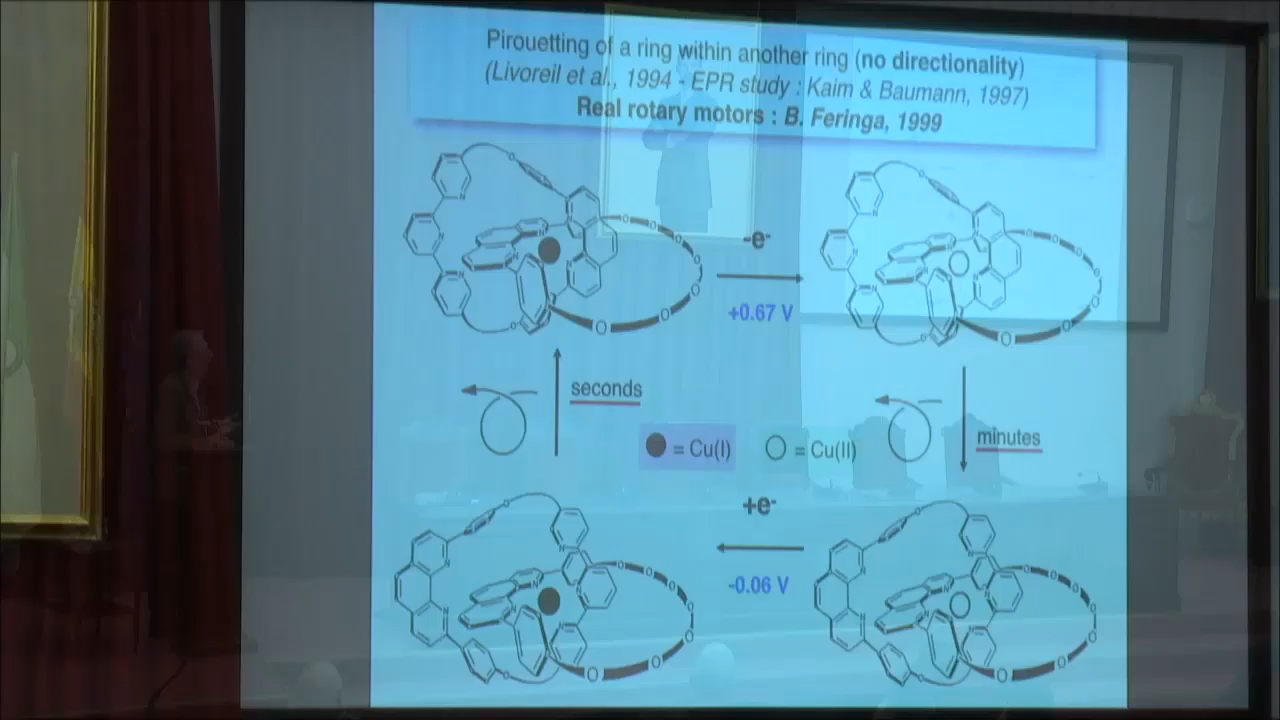 Pirouetting of a ring within another ring (no directionality)
(Livoreil et al., 1994 - EPR study : Kaim & Baumann, 1997)
Real rotary motors : B. Feringa, 1999
-e-
+0.67 V
seconds
minutes
= Cu(I)
= Cu(II)
+e-
-0.06 V